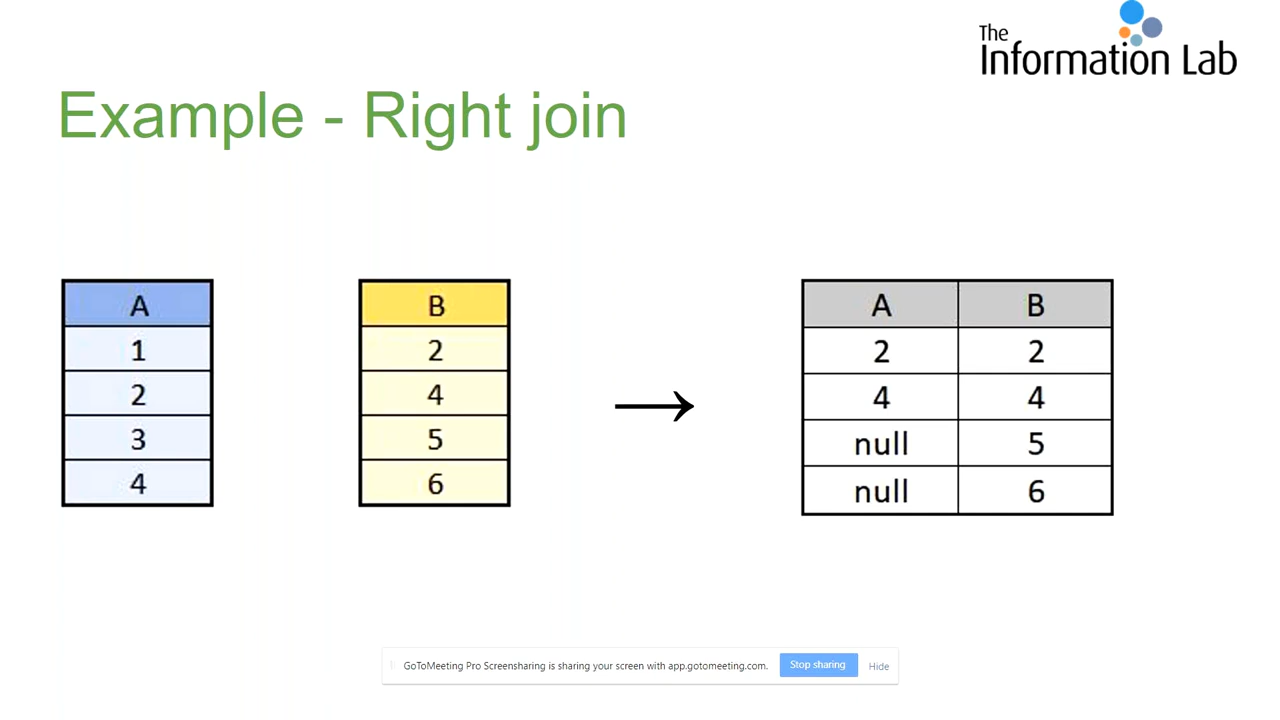 The
Information Lab
Example - Right join
A
1
2
3
4
B
2
4
5
6
→
A B
2 2
4 4
null 5
null 6
GoToMeeting Pro Screensharing is sharing your screen with app.gotomeeting.com. Stop sharing Hide